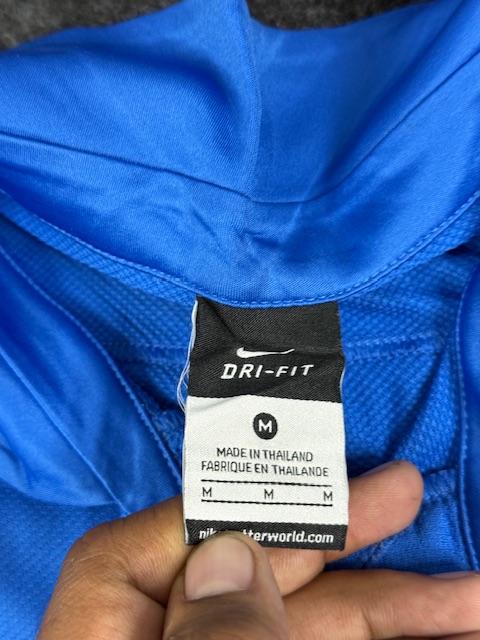 DRI-FIT
M
MADE IN THAILAND
FABRIQUE EN THAILANDE
M M M